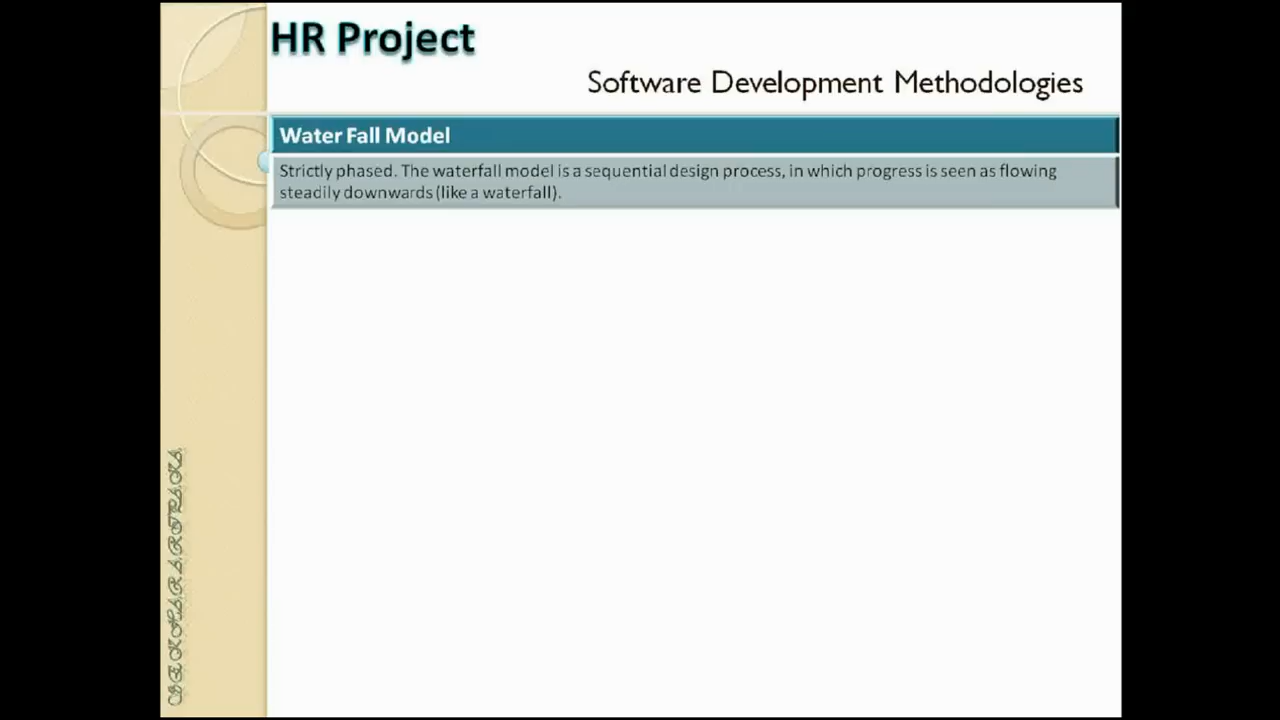 HR Project
Software Development Methodologies
Water Fall Model
Strictly phased. The waterfall model is a sequential design process, in which progress is seen as flowing
steadily downwards (like a waterfall).